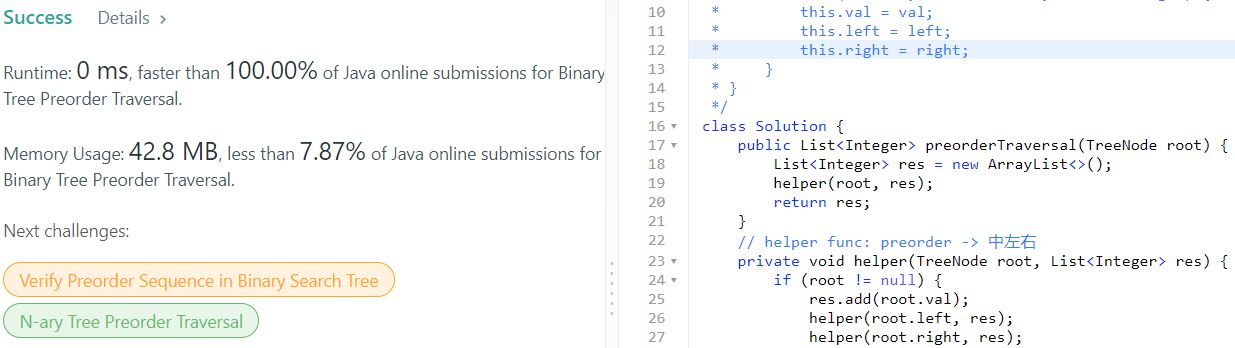 Success Details >
Runtime: 0 ms, faster than 100.00% of Java online submissions for Binary
Tree Preorder Traversal.
Memory Usage: 42.8 MB, less than 7.87% of Java online submissions for
Binary Tree Preorder Traversal.
Next challenges:
Verify Preorder Sequence in Binary Search Tree
N-ary Tree Preorder Traversal
10 *         this.val = val;
11 *         this.left = left;
12 *         this.right = right;
13 *     }
14 * }
15 */
16 class Solution {
17     public List<Integer> preorderTraversal(TreeNode root) {
18         List<Integer> res = new ArrayList<>();
19         helper(root, res);
20         return res;
21     }
22     // helper func: preorder -> 中左右
23     private void helper(TreeNode root, List<Integer> res) {
24         if (root != null) {
25             res.add(root.val);
26             helper(root.left, res);
27             helper(root.right, res);